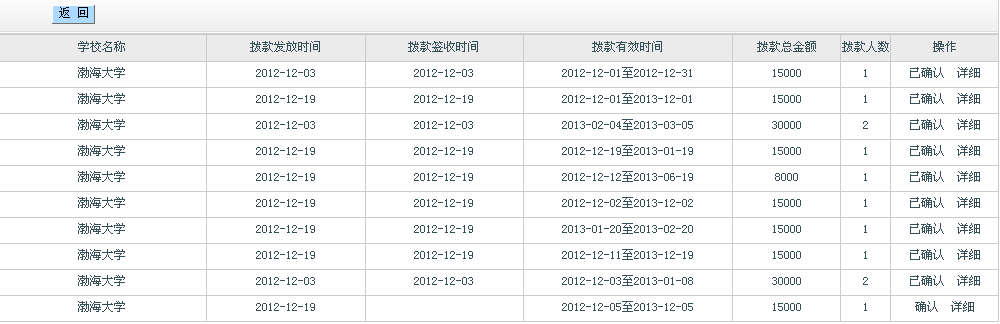 返 回
学校名称 拨款发放时间 拨款签收时间 拨款有效时间 拨款总金额 拨款人数 操作
渤海大学 2012-12-03 2012-12-03 2012-12-01至2012-12-31 15000 1 已确认 详细
渤海大学 2012-12-19 2012-12-19 2012-12-01至2013-12-01 15000 1 已确认 详细
渤海大学 2012-12-03 2012-12-03 2013-02-04至2013-03-05 30000 2 已确认 详细
渤海大学 2012-12-19 2012-12-19 2012-12-19至2013-01-19 15000 1 已确认 详细
渤海大学 2012-12-19 2012-12-19 2012-12-12至2013-06-19 8000 1 已确认 详细
渤海大学 2012-12-19 2012-12-19 2012-12-02至2013-12-02 15000 1 已确认 详细
渤海大学 2012-12-19 2012-12-19 2013-01-20至2013-02-20 15000 1 已确认 详细
渤海大学 2012-12-19 2012-12-19 2012-12-11至2013-12-19 15000 1 已确认 详细
渤海大学 2012-12-03 2012-12-03 2012-12-03至2013-01-08 30000 2 已确认 详细
渤海大学 2012-12-19 2012-12-05至2013-12-05 15000 1 确认 详细